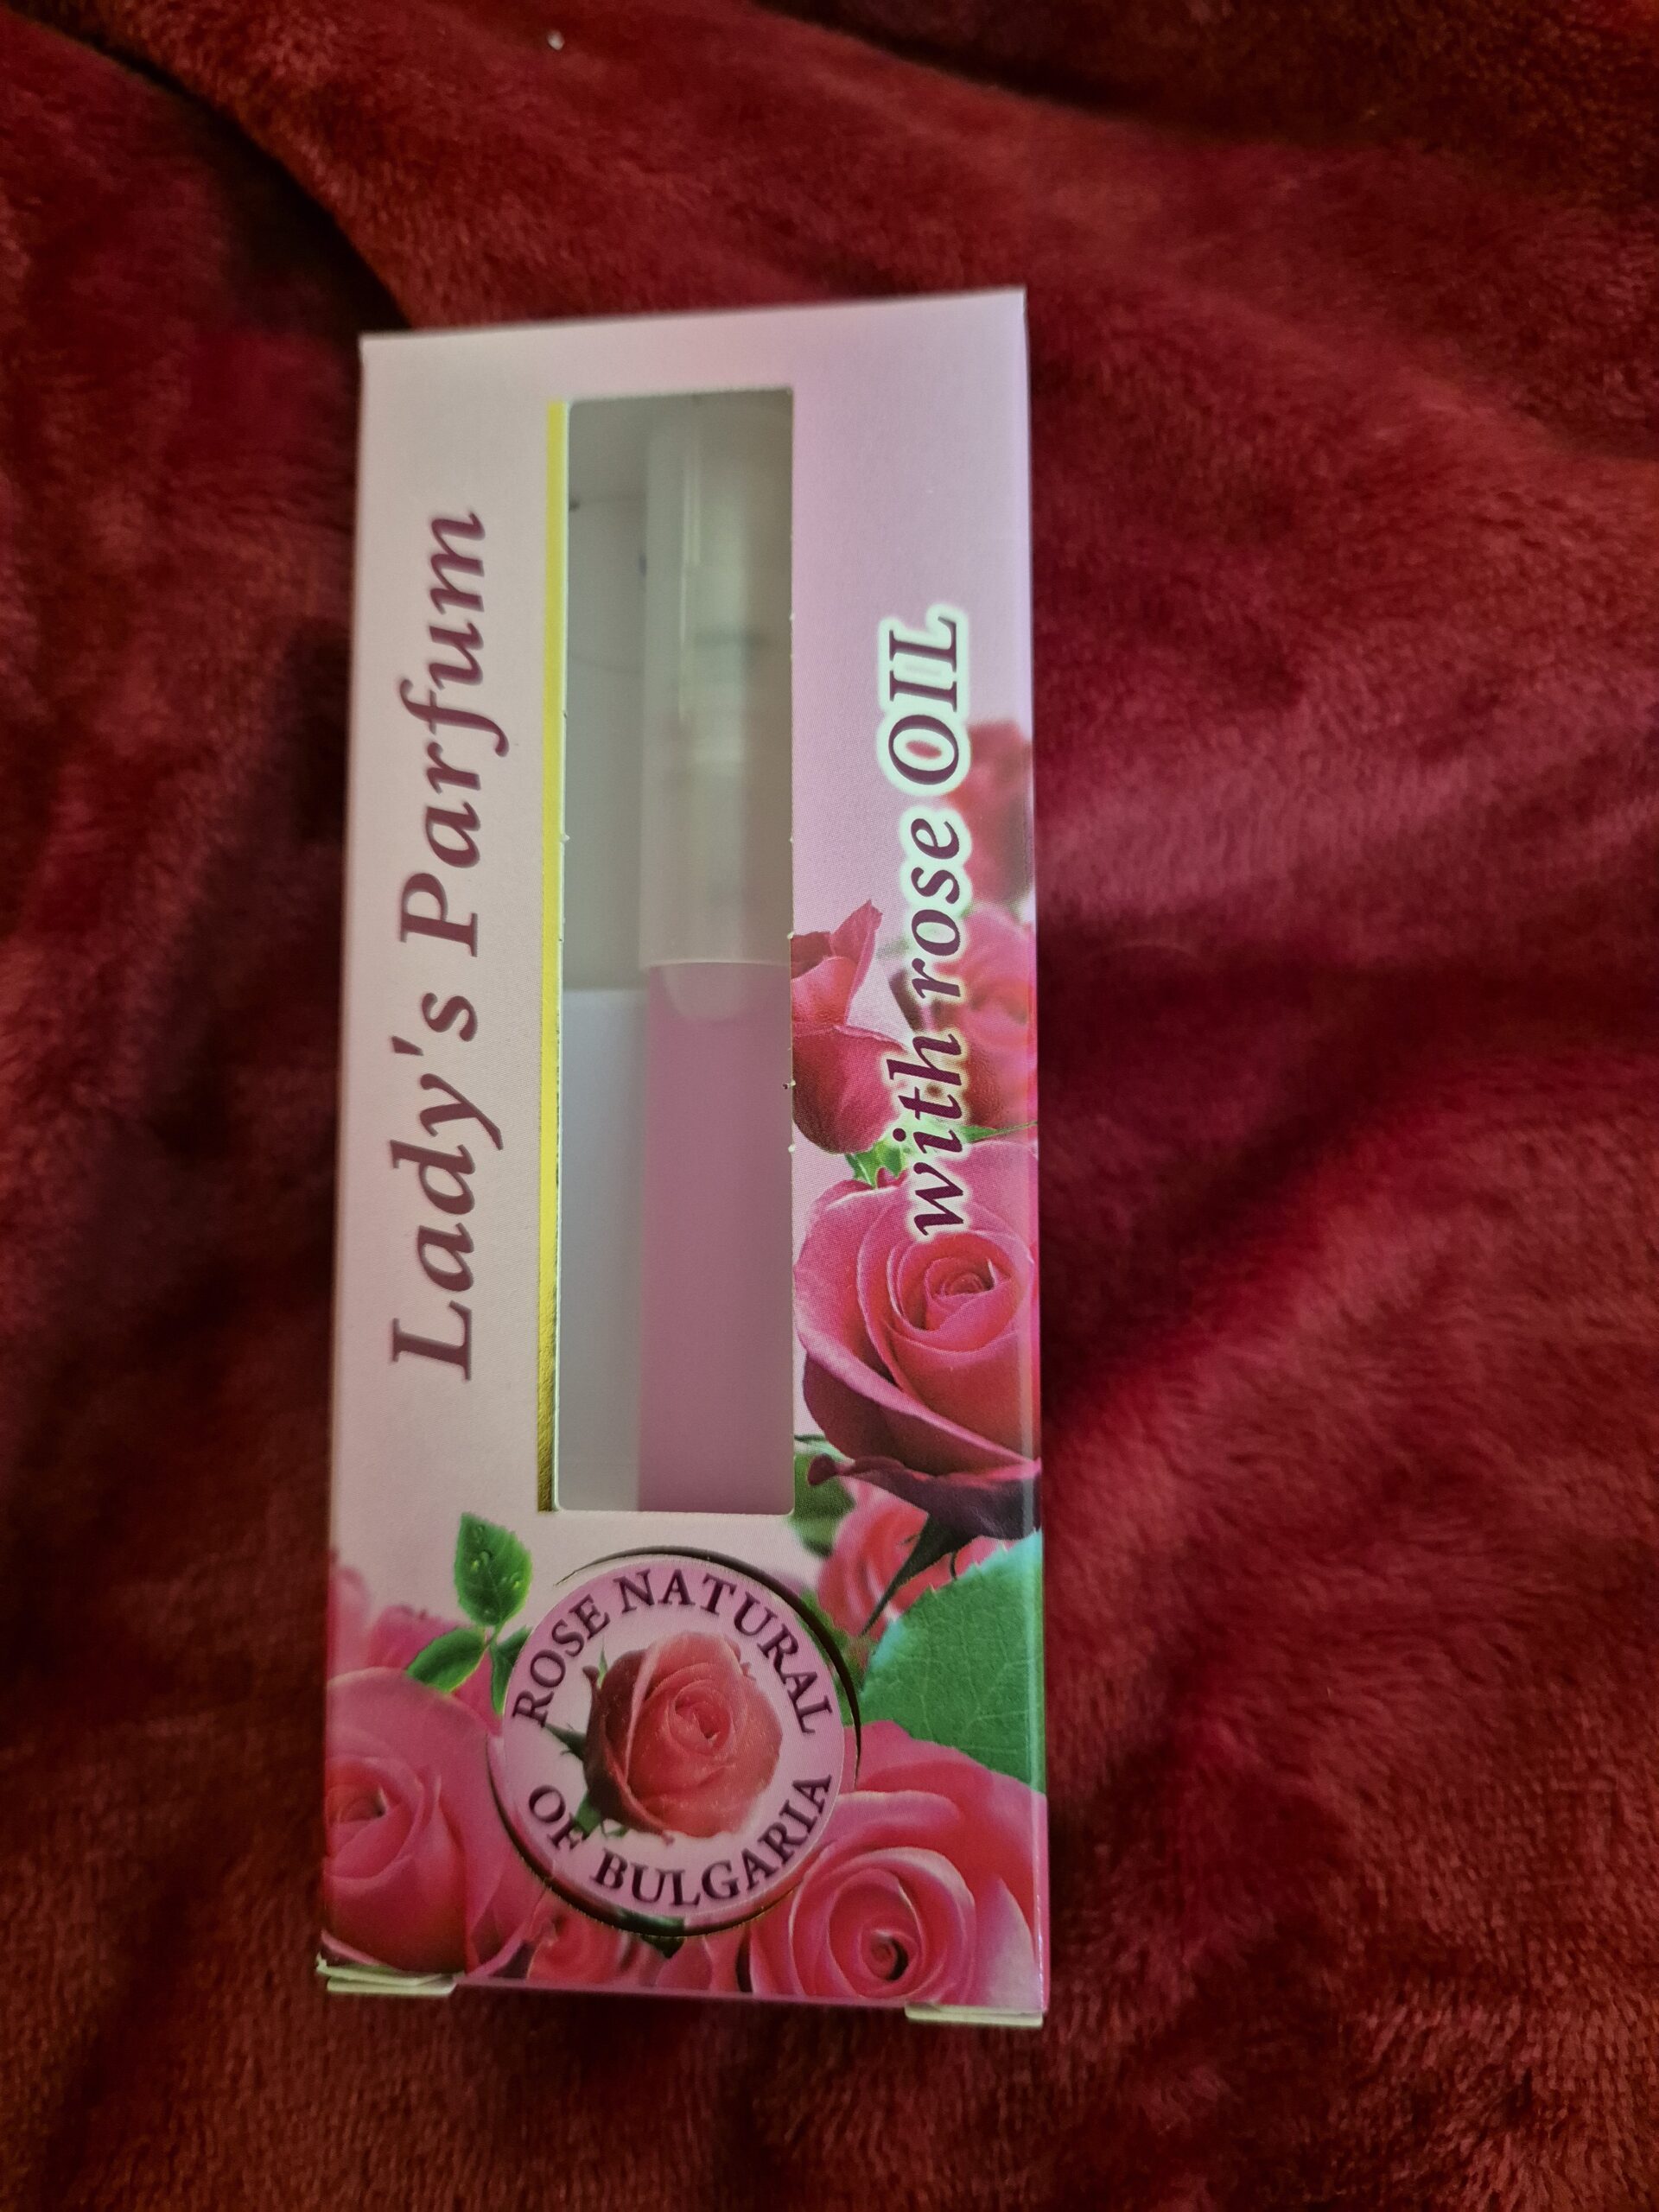 Lady's Parfum
with rose OIL
ROSE NATURAL
OF BULGARIA